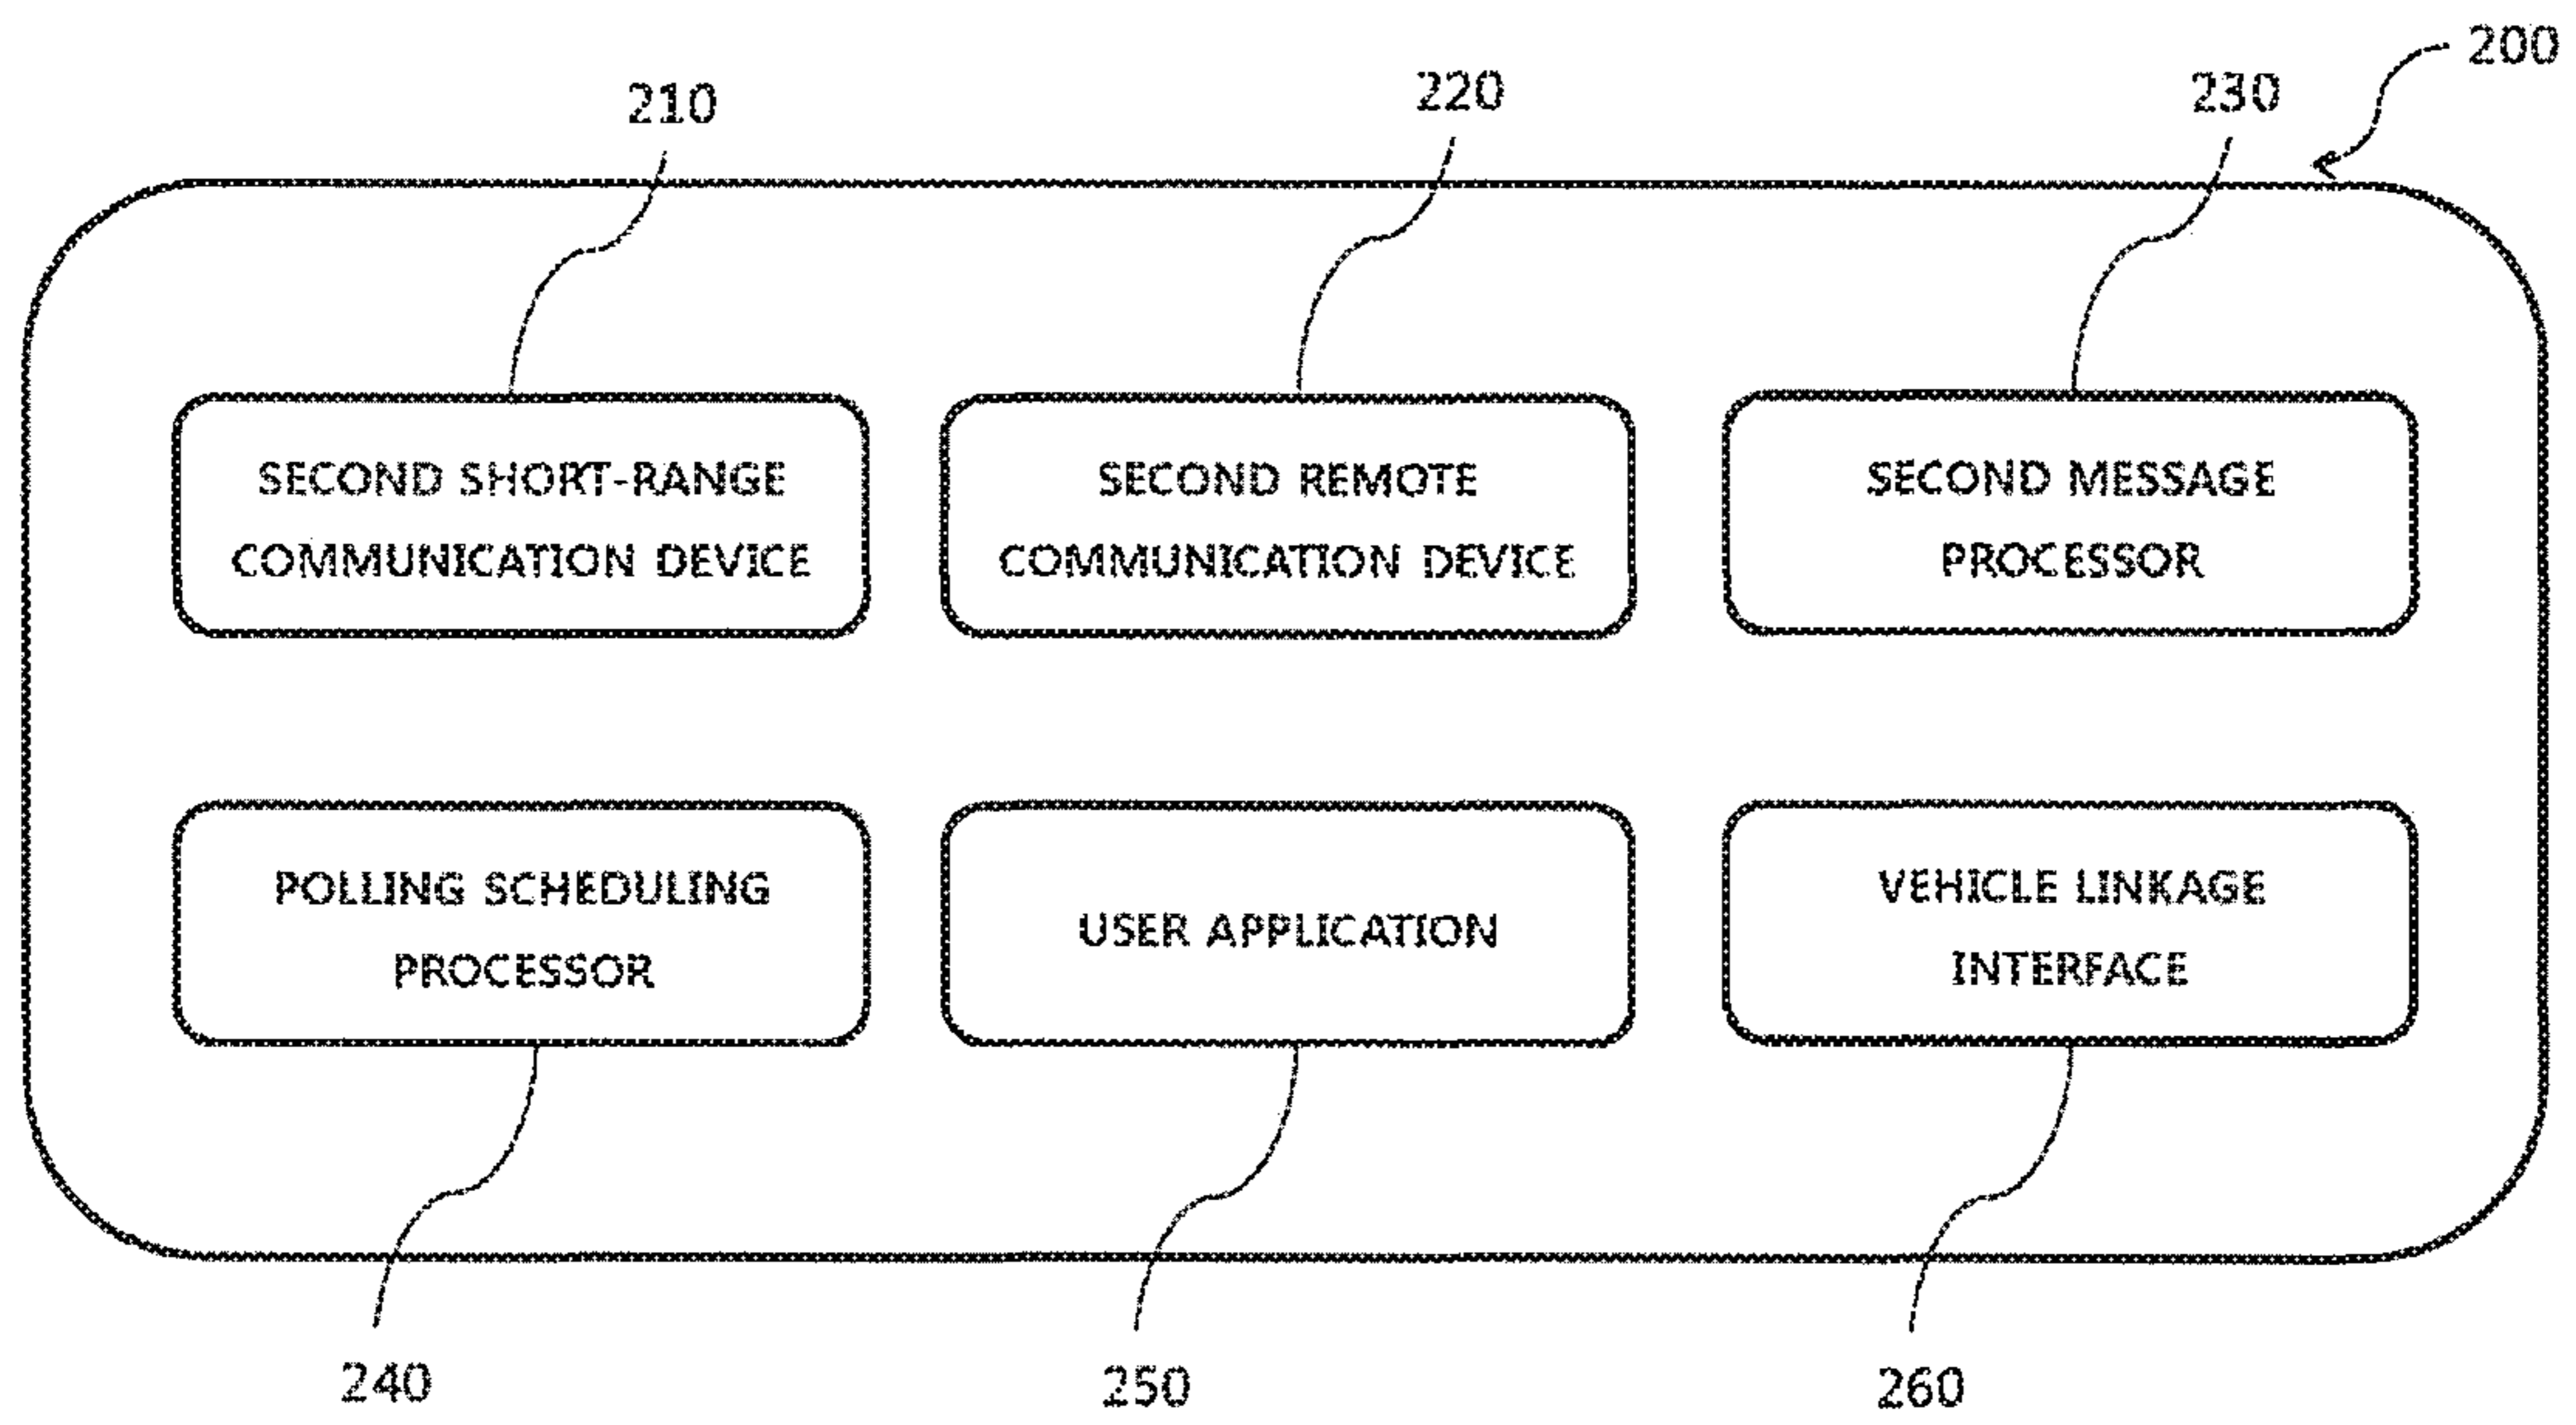 200
210
220
230
SECOND SHORT-RANGE
COMMUNICATION DEVICE
SECOND REMOTE
COMMUNICATION DEVICE
SECOND MESSAGE
PROCESSOR
POLLING SCHEDULING
PROCESSOR
USER APPLICATION
VEHICLE LINKAGE
INTERFACE
240
250
260